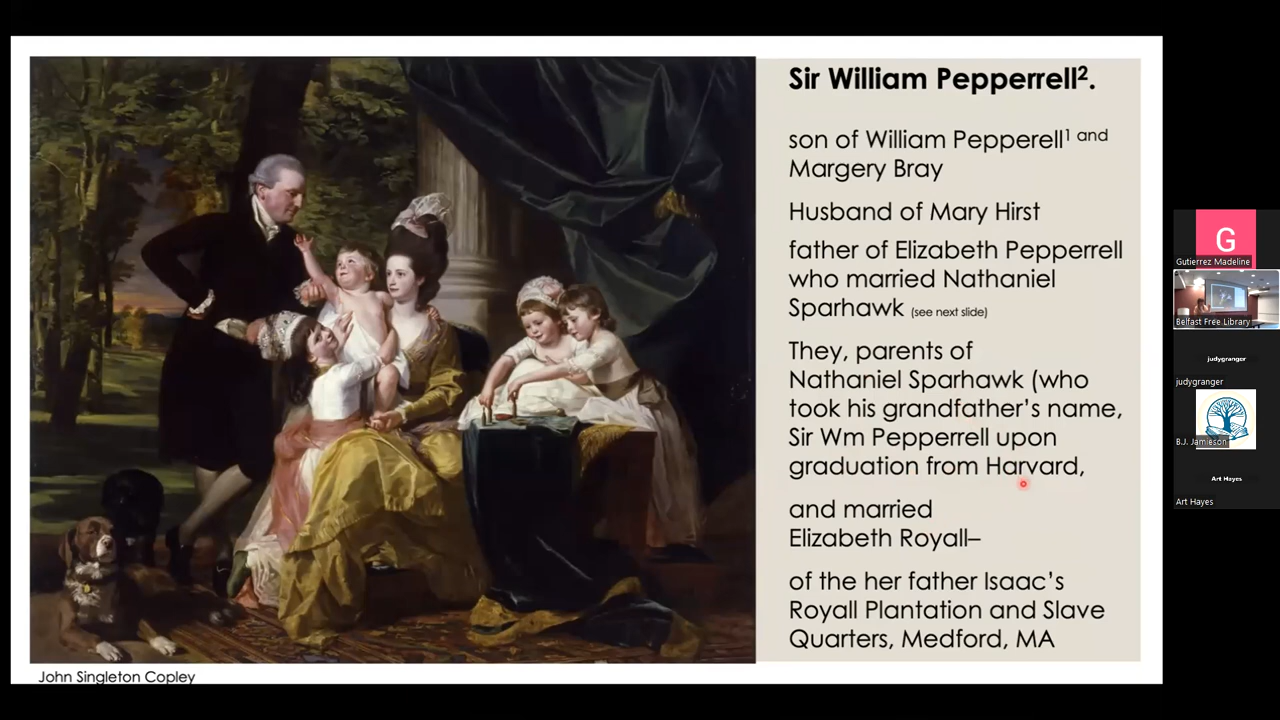 Sir William Pepperrell².
son of William Pepperell¹ and
Margery Bray
Husband of Mary Hirst
father of Elizabeth Pepperrell
who married Nathaniel
Sparhawk (see next slide)
They, parents of
Nathaniel Sparhawk (who
took his grandfather’s name,
Sir Wm Pepperrell upon
graduation from Harvard,
and married
Elizabeth Royall–
of the her father Isaac’s
Royall Plantation and Slave
Quarters, Medford, MA
John Singleton Copley
G
Gutierrez Madeline
Belfast Free Library
judygranger
judygranger
B.J. Jamieson
Art Hayes
Art Hayes